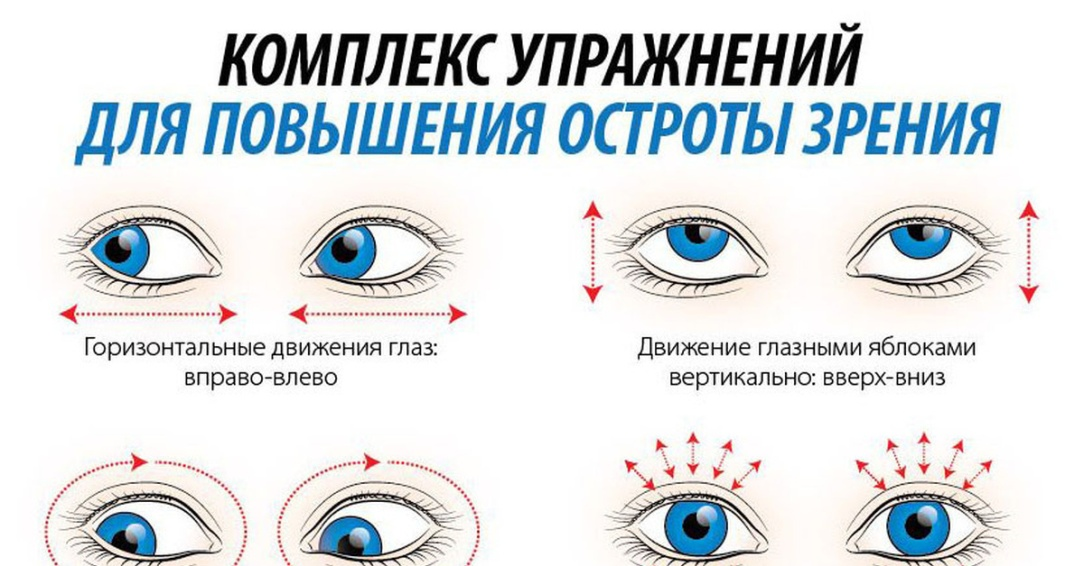 КОМПЛЕКС УПРАЖНЕНИЙ
ДЛЯ ПОВЫШЕНИЯ ОСТРОТЫ ЗРЕНИЯ
Горизонтальные движения глаз:
вправо-влево
Движение глазными яблоками
вертикально: вверх-вниз